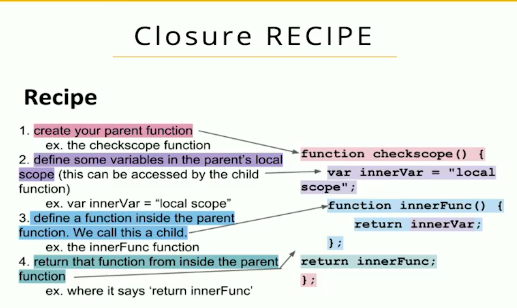 Closure RECIPE
Recipe
1. create your parent function
ex. the checkscope function
2. define some variables in the parent's local
scope (this can be accessed by the child
function)
ex. var innerVar = “local scope”
3. define a function inside the parent
function. We call this a child.
ex. the innerFunc function
4. return that function from inside the parent
function
ex. where it says ‘return innerFunc’
function checkscope() {
var innerVar = "local
scope";
function innerFunc() {
return innerVar;
};
return innerFunc;
};